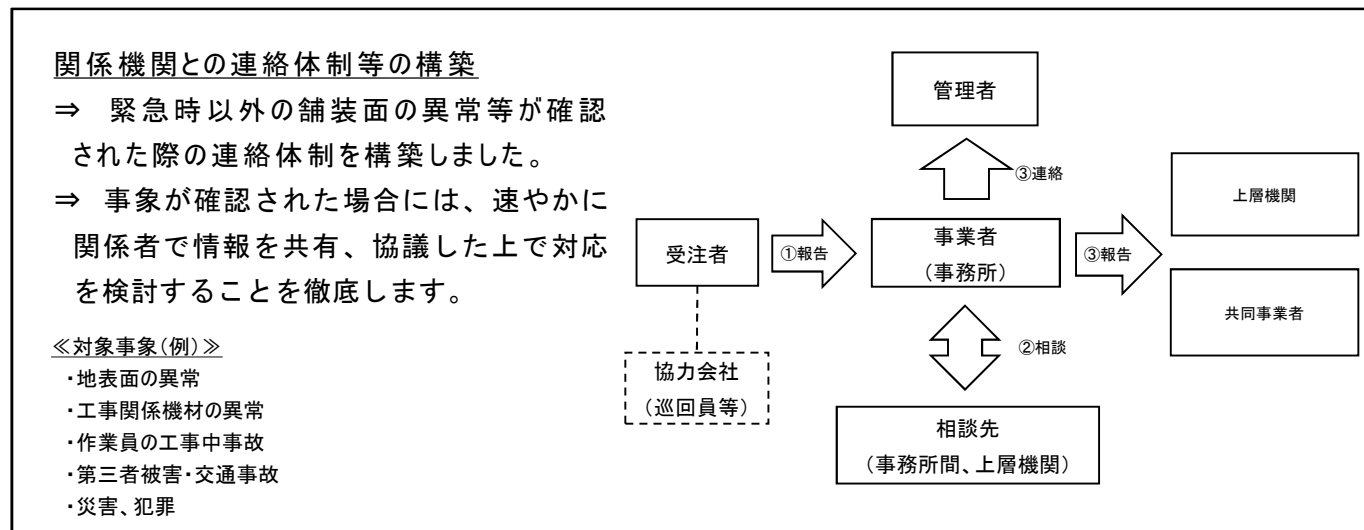 関係機関との連絡体制等の構築
⇒　緊急時以外の舗装面の異常等が確認
された際の連絡体制を構築しました。
⇒　事象が確認された場合には、速やかに
関係者で情報を共有、協議した上で対応
を検討することを徹底します。
≪対象事象(例)≫
・地表面の異常
・工事関係機材の異常
・作業員の工事中事故
・第三者被害・交通事故
・災害、犯罪
管理者
③連絡
上層機関
受注者
①報告
事業者
(事務所)
③報告
共同事業者
②相談
協力会社
(巡回員等)
相談先
(事務所間、上層機関)